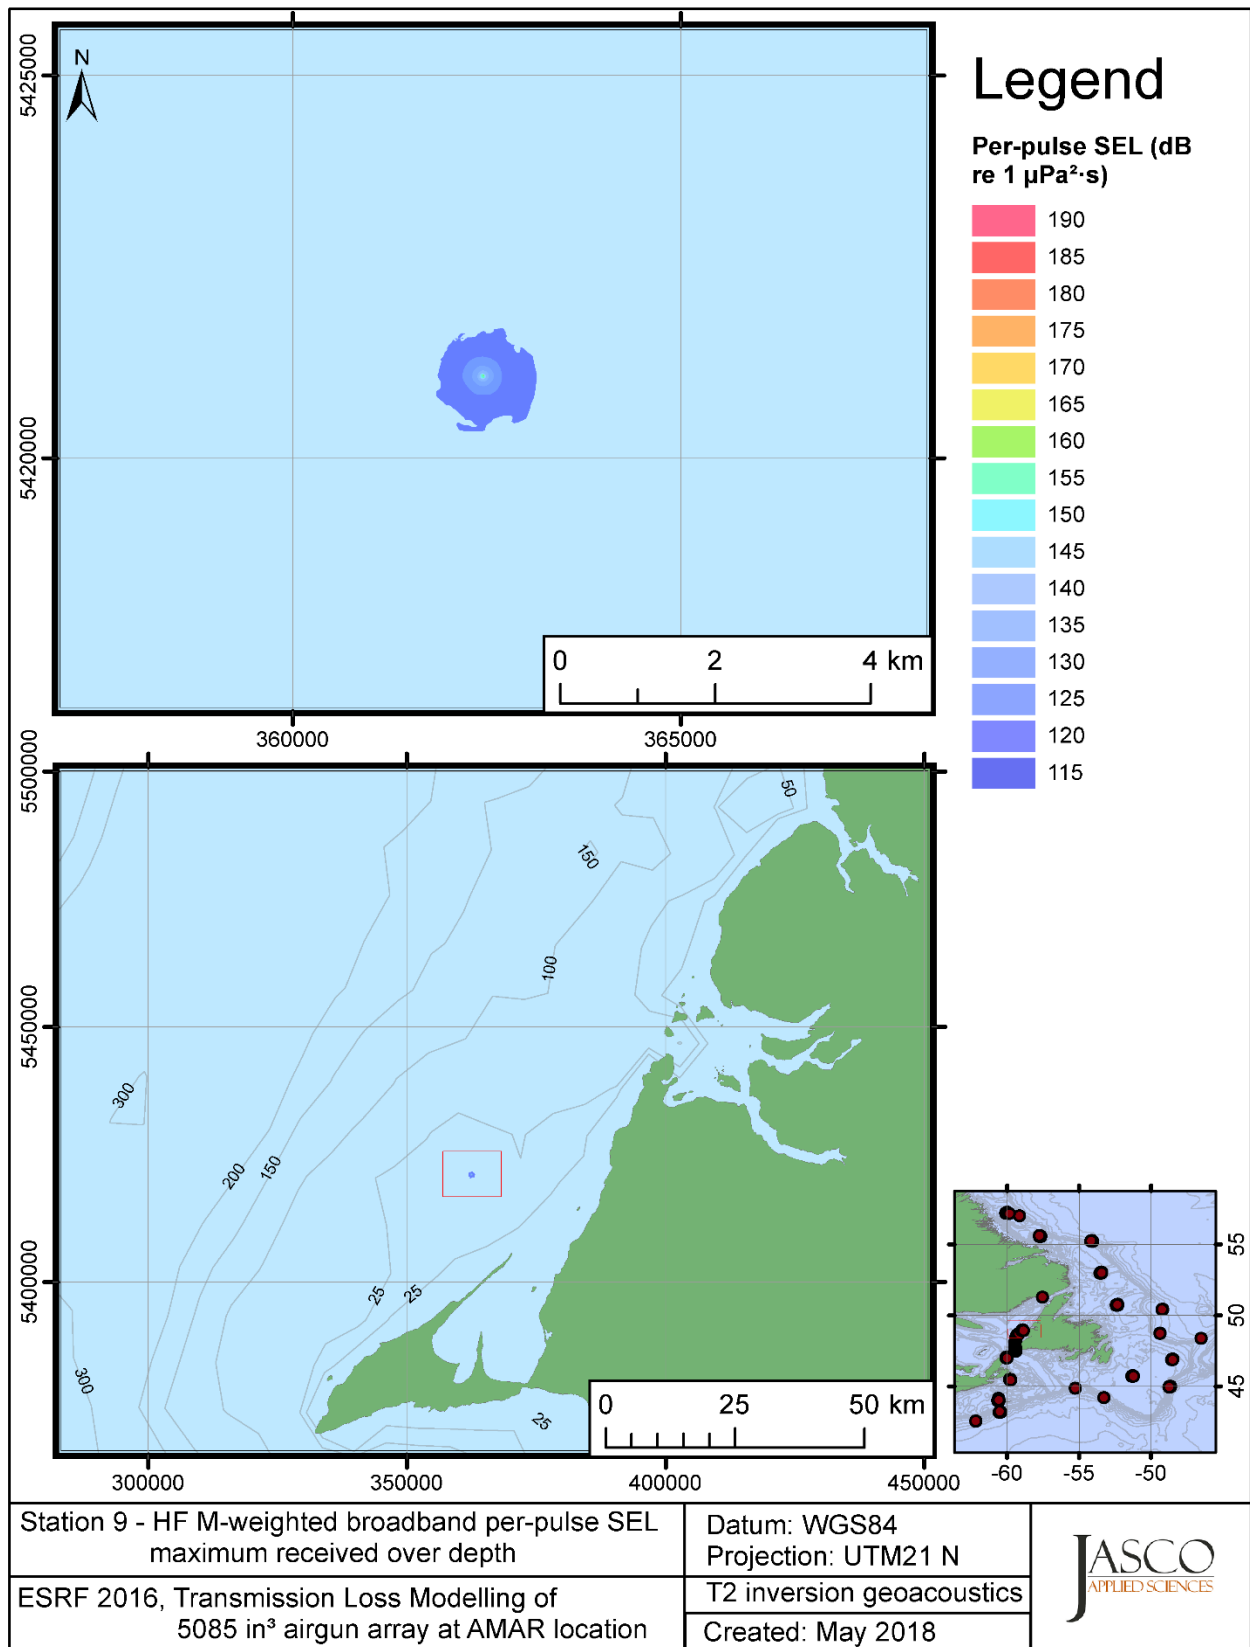 N
5425000
5420000
0 2 4 km
360000 365000
Legend
Per-pulse SEL (dB
re 1 µPa²·s)
190
185
180
175
170
165
160
155
150
145
140
135
130
125
120
115
5500000
5450000
5400000
50
150
100
300
200
150
25
25
300
25
0 25 50 km
300000 350000 400000 450000
55
50
45
-60 -55 -50
Station 9 - HF M-weighted broadband per-pulse SEL
maximum received over depth
ESRF 2016, Transmission Loss Modelling of
5085 in³ airgun array at AMAR location
Datum: WGS84
Projection: UTM21 N
T2 inversion geoacoustics
Created: May 2018
JASCO
APPLIED SCIENCES